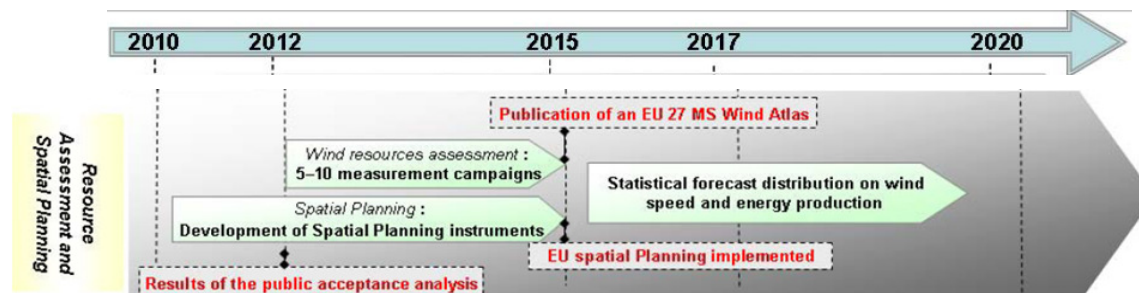 2010 2012 2015 2017 2020
Resource
Assessment and
Spatial Planning
Publication of an EU 27 MS Wind Atlas
Wind resources assessment :
5–10 measurement campaigns
Statistical forecast distribution on wind
speed and energy production
Spatial Planning :
Development of Spatial Planning instruments
EU spatial Planning implemented
Results of the public acceptance analysis